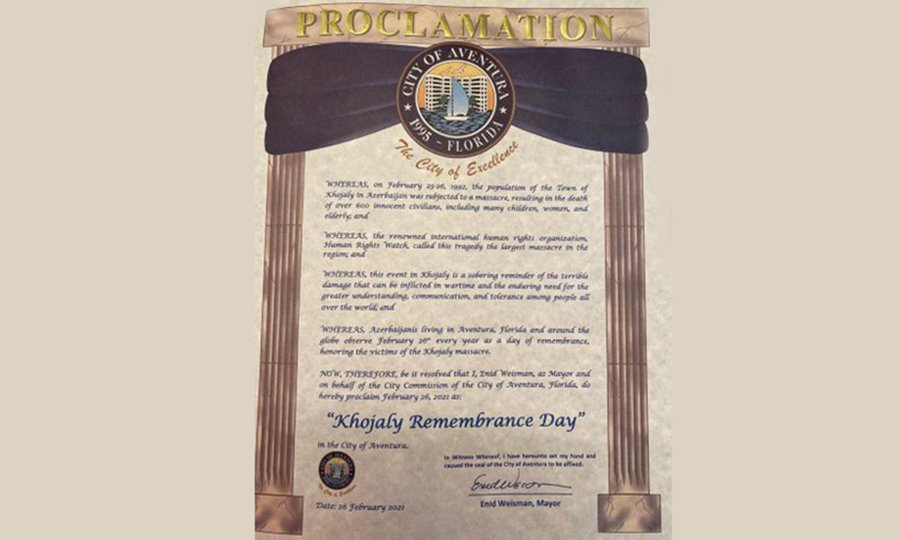 PROCLAMATION
CITY OF AVENTURA
1995 - FLORIDA
The City of Excellence
WHEREAS, on February 25-26, 1992, the population of the Town of
Khojaly in Azerbaijan was subjected to a massacre, resulting in the death
of over 600 innocent civilians, including many children, women, and
elderly; and
WHEREAS, the renowned international human rights organization,
Human Rights Watch, called this tragedy the largest massacre in the
region; and
WHEREAS, this event in Khojaly is a sobering reminder of the terrible
damage that can be inflicted in wartime and the enduring need for the
greater understanding, communication, and tolerance among people all
over the world; and
WHEREAS, Azerbaijanis living in Aventura, Florida and around the
globe observe February 26th every year as a day of remembrance,
honoring the victims of the Khojaly massacre.
NOW, THEREFORE, be it resolved that I, Enid Weisman, as Mayor and
on behalf of the City Commission of the City of Aventura, Florida, do
hereby proclaim February 26, 2021 as:
"Khojaly Remembrance Day"
in the City of Aventura.
In Witness Whereof, I have hereunto set my hand and
caused the seal of the City of Aventura to be affixed.
Enid Weisman, Mayor
Date: 26 February 2021